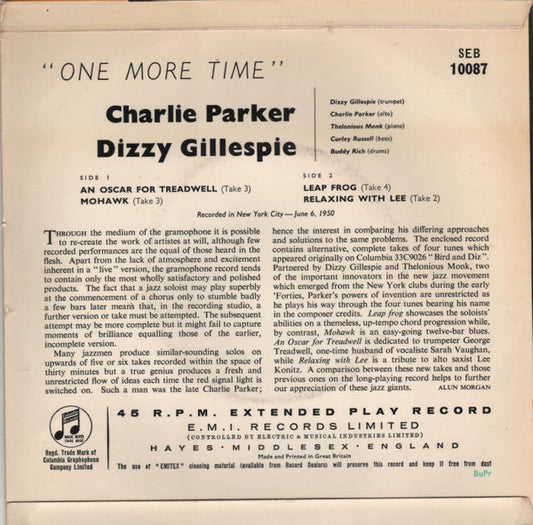 SEB
10087
"ONE MORE TIME"
Charlie Parker
Dizzy Gillespie
Dizzy Gillespie (trumpet)
Charlie Parker (alto)
Thelonious Monk (piano)
Curley Russell (bass)
Buddy Rich (drums)
SIDE 1
AN OSCAR FOR TREADWELL (Take 3)
MOHAWK (Take 3)
SIDE 2
LEAP FROG (Take 4)
RELAXING WITH LEE (Take 2)
Recorded in New York City—June 6, 1950
THROUGH the medium of the gramophone it is possible
to re-create the work of artistes at will, although few
recorded performances are the equal of those heard in the
flesh. Apart from the lack of atmosphere and excitement
inherent in a "live" version, the gramophone record tends
to contain only the most wholly satisfactory and polished
products. The fact that a jazz soloist may play superbly
at the commencement of a chorus only to stumble badly
a few bars later means that, in the recording studio, a
further version or take must be attempted. The subsequent
attempt may be more complete but it might fail to capture
moments of brilliance equalling those of the earlier,
incomplete version.
Many jazzmen produce similar-sounding solos on
upwards of five or six takes recorded within the space of
thirty minutes but a true genius produces a fresh and
unrestricted flow of ideas each time the red signal light is
switched on. Such a man was the late Charlie Parker;
hence the interest in comparing his differing approaches
and solutions to the same problems. The enclosed record
contains alternative, complete takes of four tunes which
appeared originally on Columbia 33C9026 "Bird and Diz".
Partnered by Dizzy Gillespie and Thelonious Monk, two
of the important innovators in the new jazz movement
which emerged from the New York clubs during the early
'Forties, Parker's powers of invention are unrestricted as
he plays his way through the four tunes bearing his name
in the composer credits. Leap frog showcases the soloists'
abilities on a themeless, up-tempo chord progression while,
by contrast, Mohawk is an easy-going twelve-bar blues.
An Oscar for Treadwell is dedicated to trumpeter George
Treadwell, one-time husband of vocaliste Sarah Vaughan,
while Relaxing with Lee is a tribute to alto saxist Lee
Konitz. A comparison between these new takes and those
previous ones on the long-playing record helps to further
our appreciation of these jazz giants. ALUN MORGAN
Regd. Trade Mark of
Columbia Graphophone
Company Limited
45 R.P.M. EXTENDED PLAY RECORD
E.M.I. RECORDS LIMITED
(CONTROLLED BY ELECTRIC & MUSICAL INDUSTRIES LIMITED)
HAYES · MIDDLESEX · ENGLAND
Made and Printed in Great Britain
The use of "EMITEX" cleaning material (available from Record Dealers) will preserve this record and keep it free from dust
BuPr